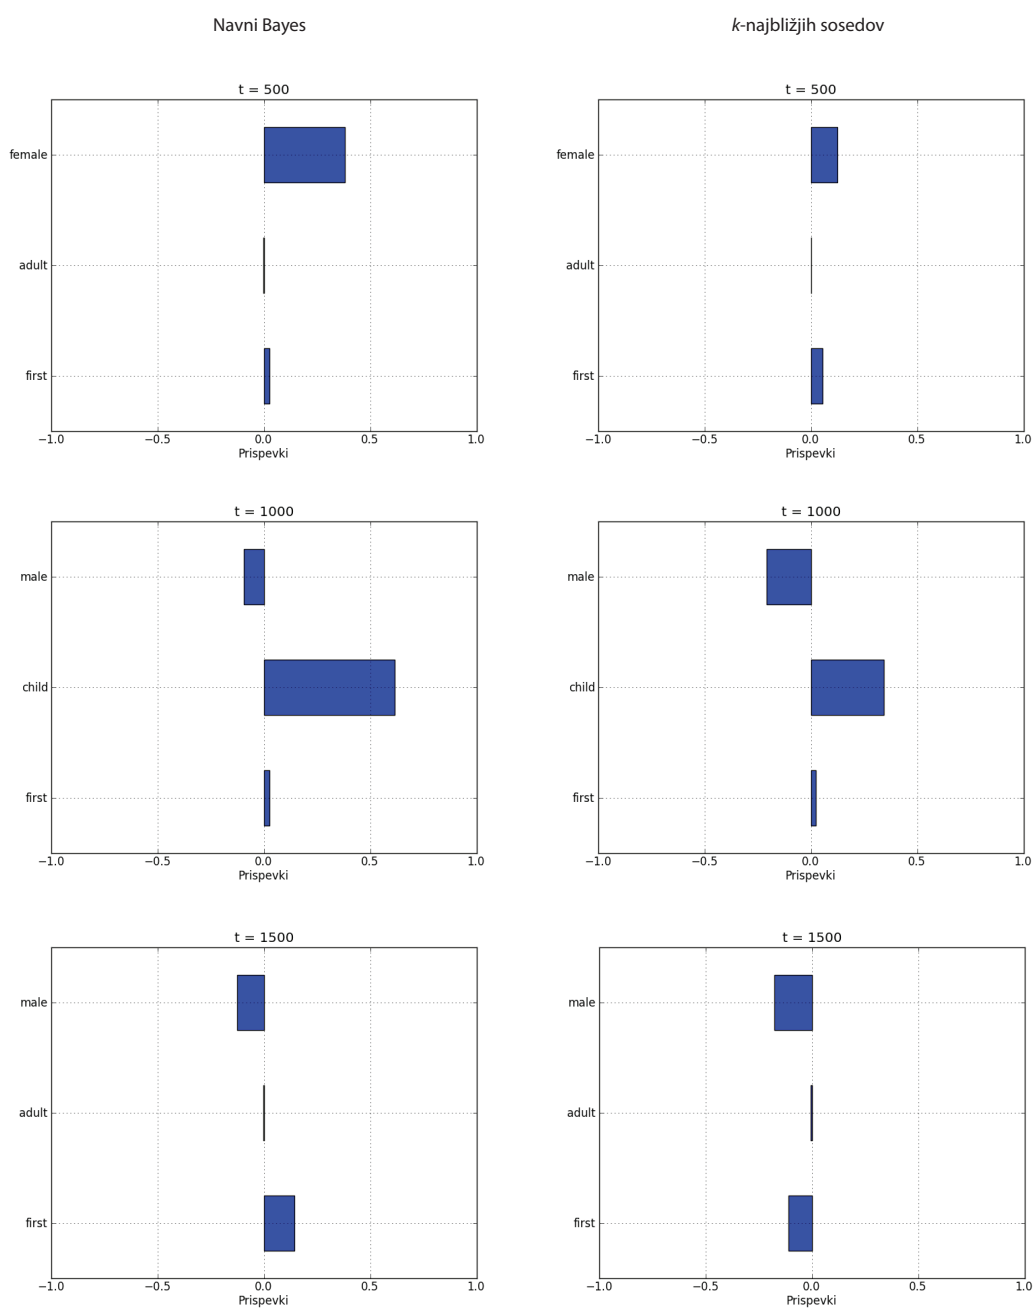 Navni Bayes
k-najbližjih sosedov
t = 500
female
adult
first
−1.0 −0.5 0.0 0.5 1.0
Prispevki
t = 500
female
adult
first
−1.0 −0.5 0.0 0.5 1.0
Prispevki
t = 1000
male
child
first
−1.0 −0.5 0.0 0.5 1.0
Prispevki
t = 1000
male
child
first
−1.0 −0.5 0.0 0.5 1.0
Prispevki
t = 1500
male
adult
first
−1.0 −0.5 0.0 0.5 1.0
Prispevki
t = 1500
male
adult
first
−1.0 −0.5 0.0 0.5 1.0
Prispevki